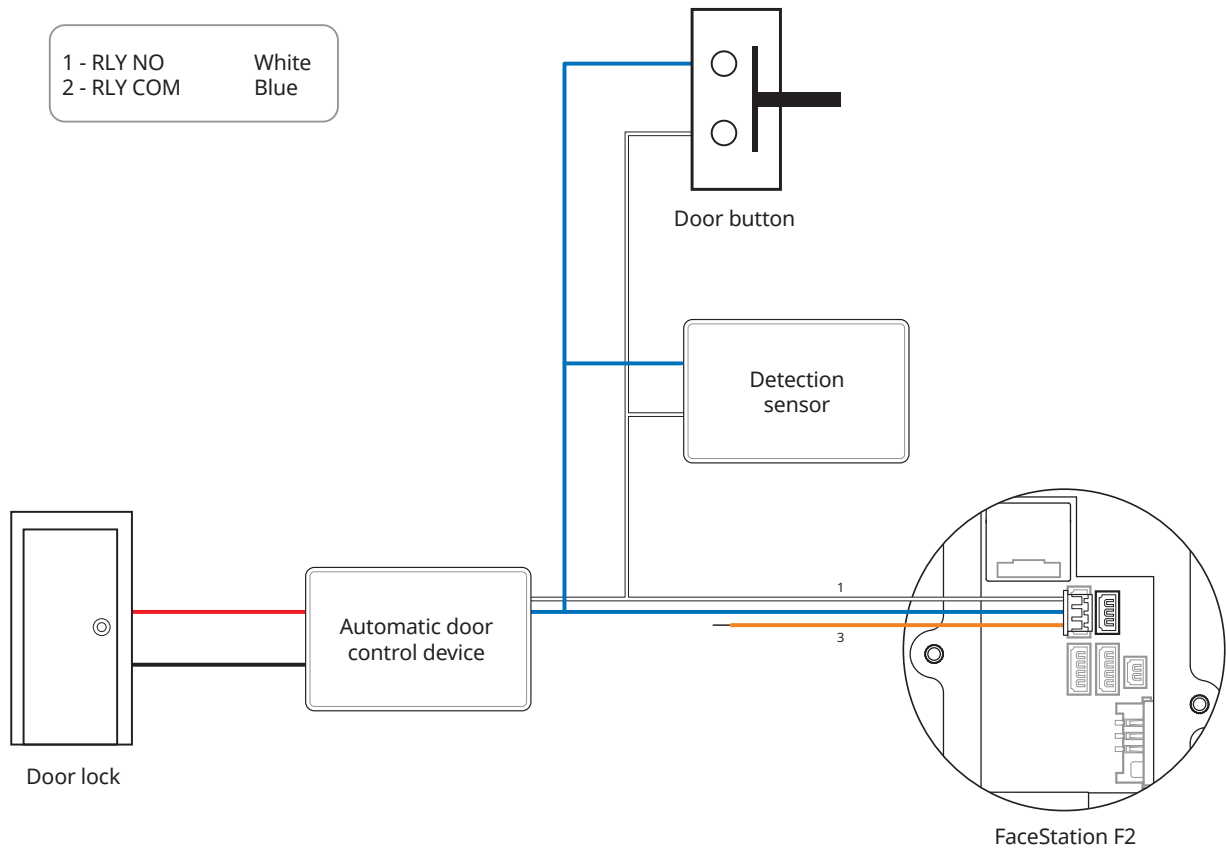 1 - RLY NO White
2 - RLY COM Blue
Door button
Detection
sensor
1
Automatic door
control device
3
Door lock
FaceStation F2